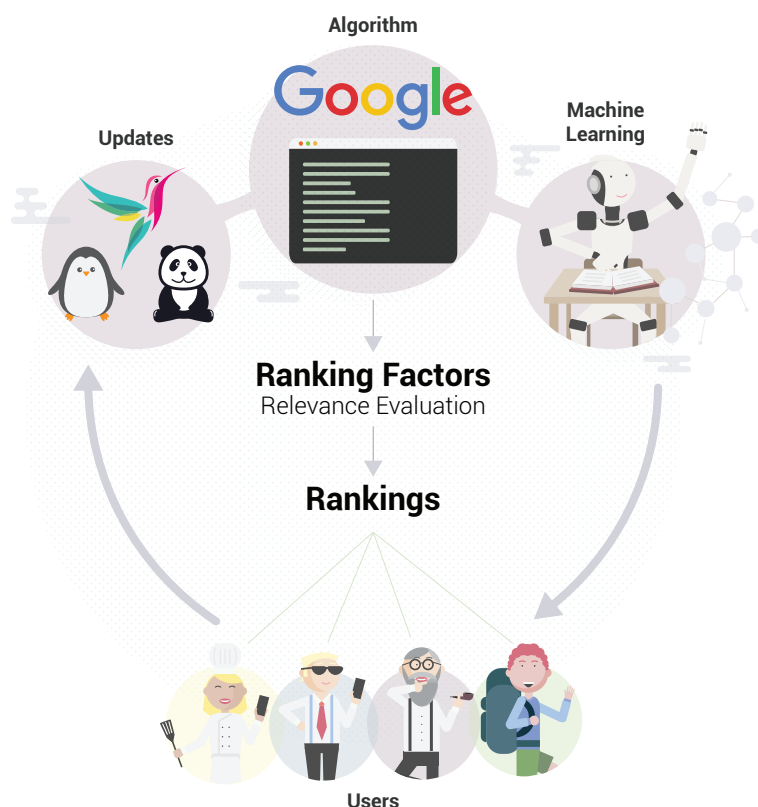 Algorithm
Google
Updates
Machine
Learning
Ranking Factors
Relevance Evaluation
Rankings
Users